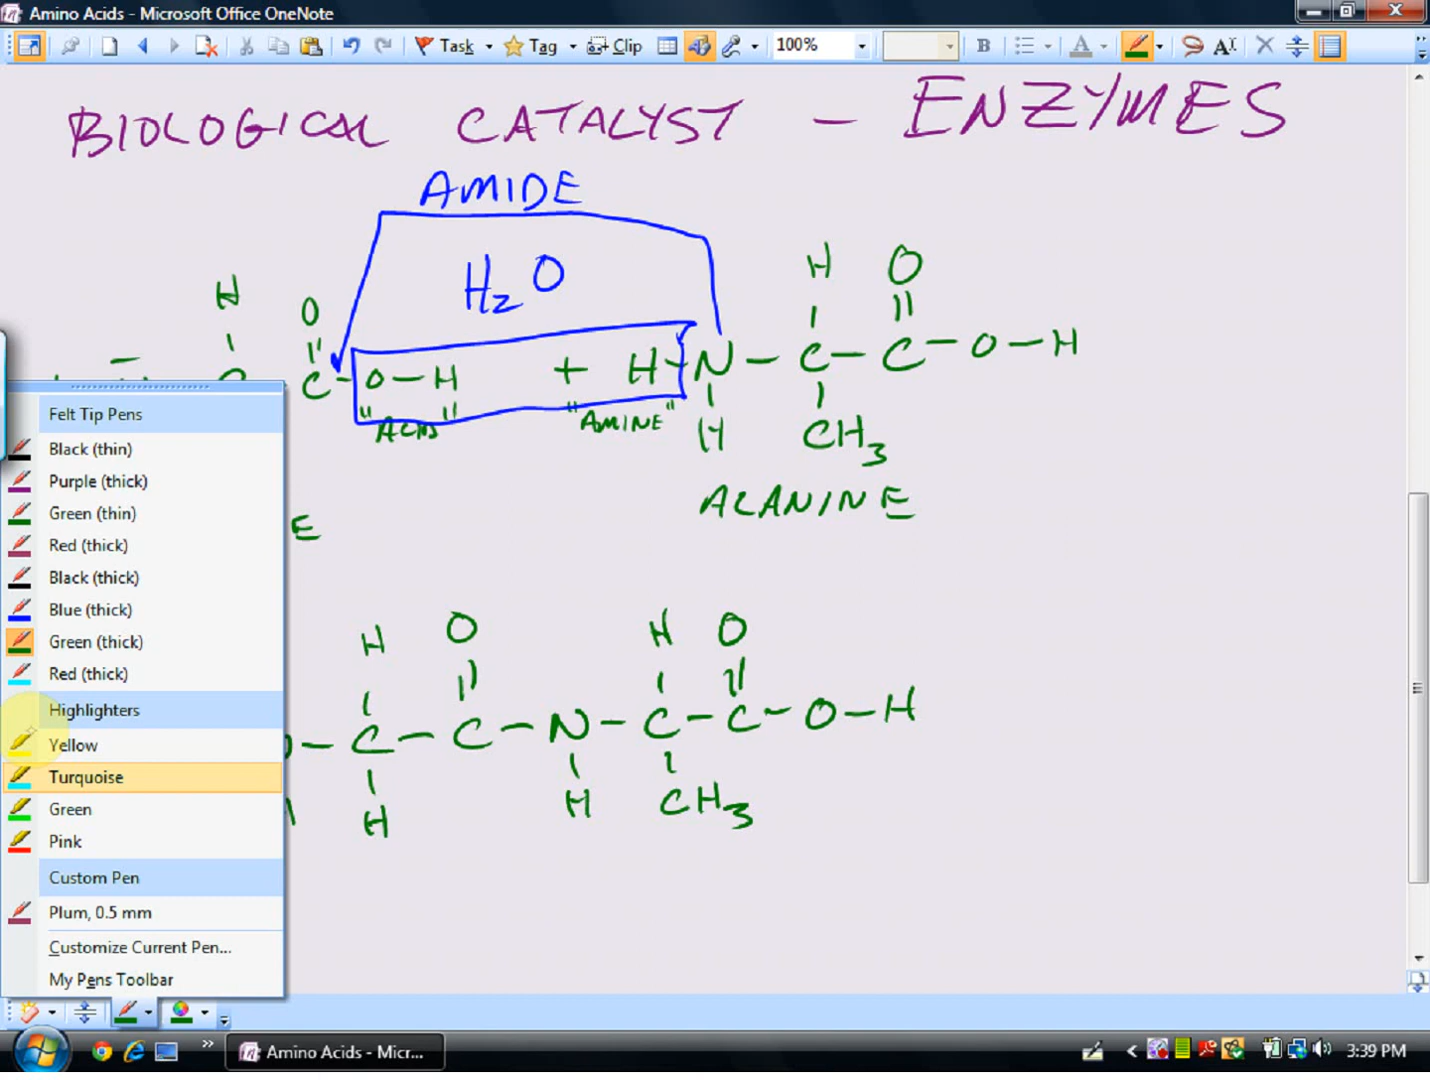 Amino Acids - Microsoft Office OneNote
Task Tag Clip 100% B A
BIOLOGICAL CATALYST - ENZYMES
AMIDE
H2O
H O H O
C - O - H + H - N - C - C - O - H
"ACID" "AMINE" H CH3
ALANINE
E
H O H O
- C - C - N - C - C - O - H
H H CH3
Felt Tip Pens
Black (thin)
Purple (thick)
Green (thin)
Red (thick)
Black (thick)
Blue (thick)
Green (thick)
Red (thick)
Highlighters
Yellow
Turquoise
Green
Pink
Custom Pen
Plum, 0.5 mm
Customize Current Pen...
My Pens Toolbar
Amino Acids - Micr...
3:39 PM